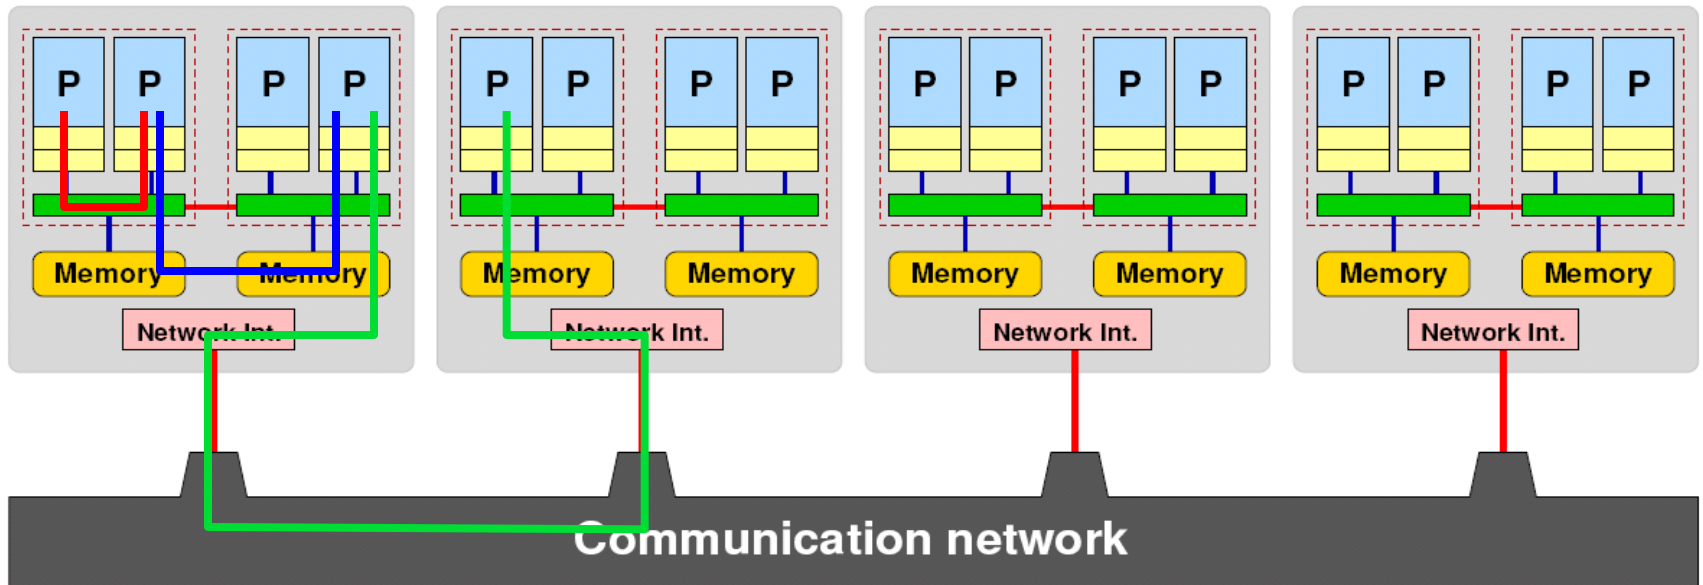 P P P P P P P P P P P P P P P P
Memory Memory Memory Memory Memory Memory Memory Memory
Network Int. Network Int. Network Int. Network Int.
Communication network